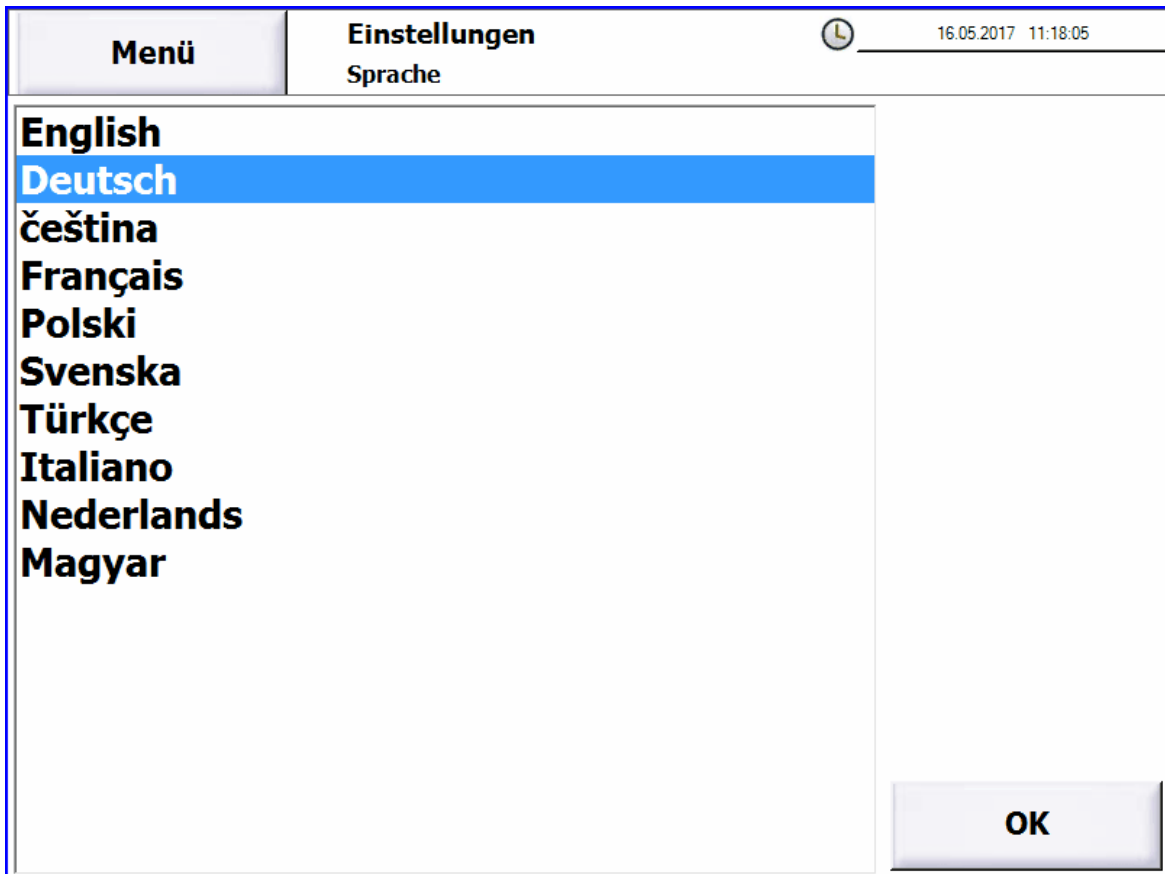 Menü
Einstellungen
16.05.2017 11:18:05
Sprache
English
Deutsch
čeština
Français
Polski
Svenska
Türkçe
Italiano
Nederlands
Magyar
OK